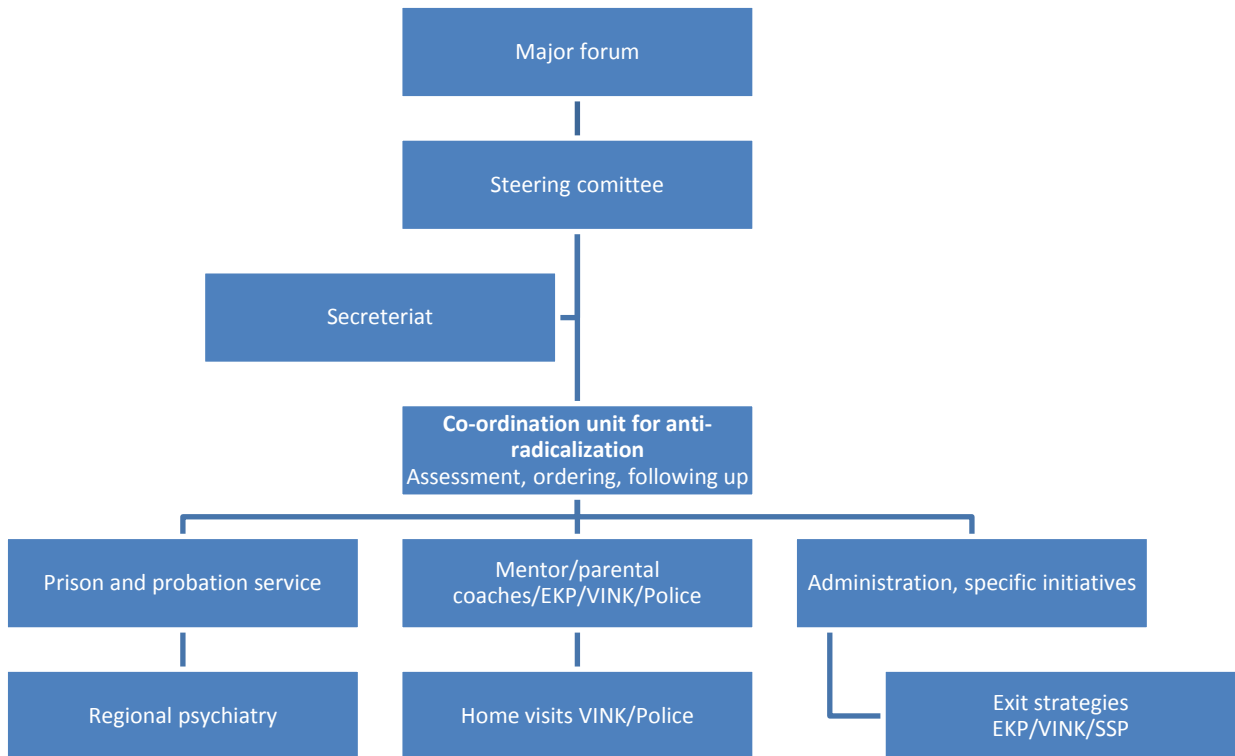 Major forum
Steering comittee
Secreteriat
Co-ordination unit for anti-
radicalization
Assessment, ordering, following up
Prison and probation service
Mentor/parental
coaches/EKP/VINK/Police
Administration, specific initiatives
Regional psychiatry
Home visits VINK/Police
Exit strategies
EKP/VINK/SSP